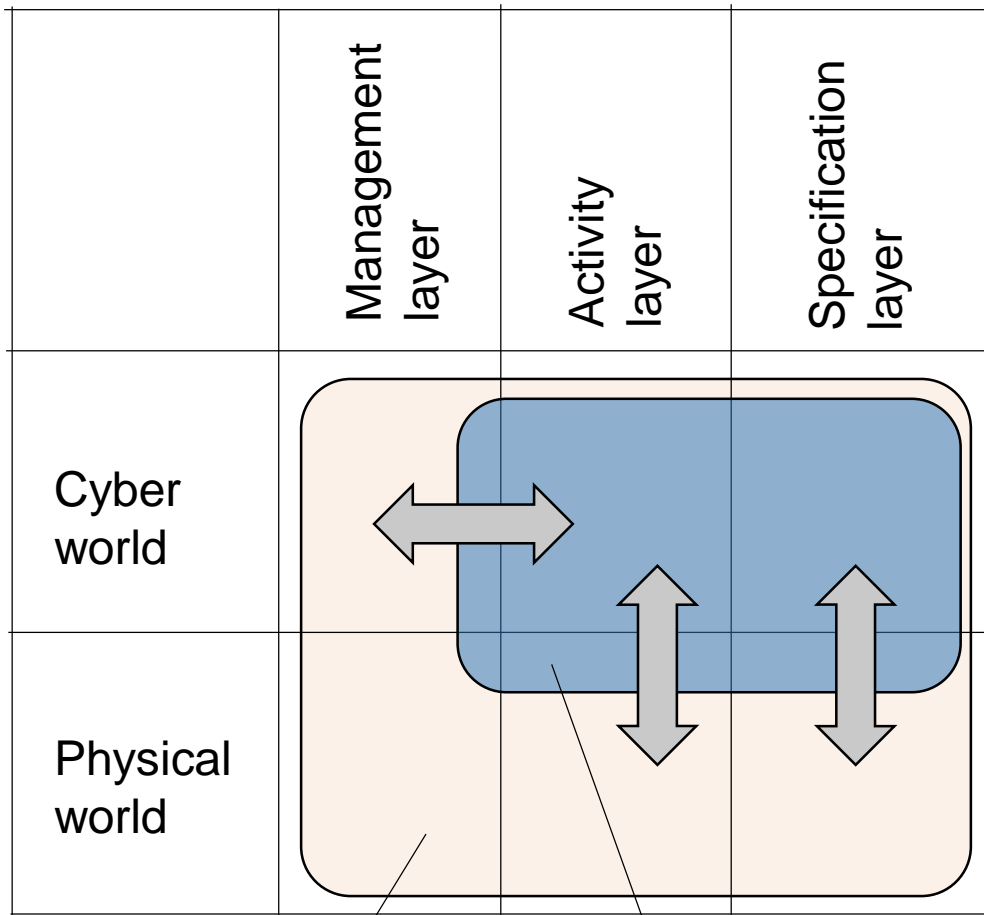 Management
layer
Activity
layer
Specification
layer
Cyber
world
Physical
world